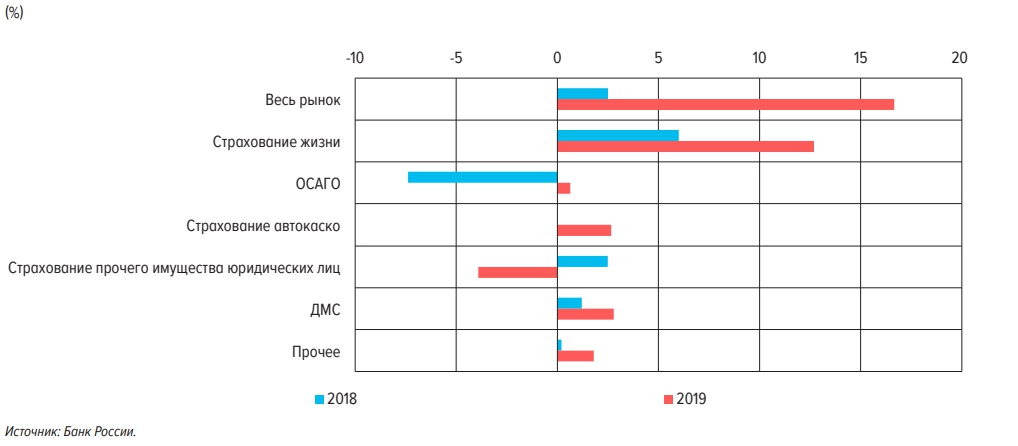 (%)
-10 -5 0 5 10 15 20
Весь рынок
Страхование жизни
ОСАГО
Страхование автокаско
Страхование прочего имущества юридических лиц
ДМС
Прочее
2018 2019
Источник: Банк России.